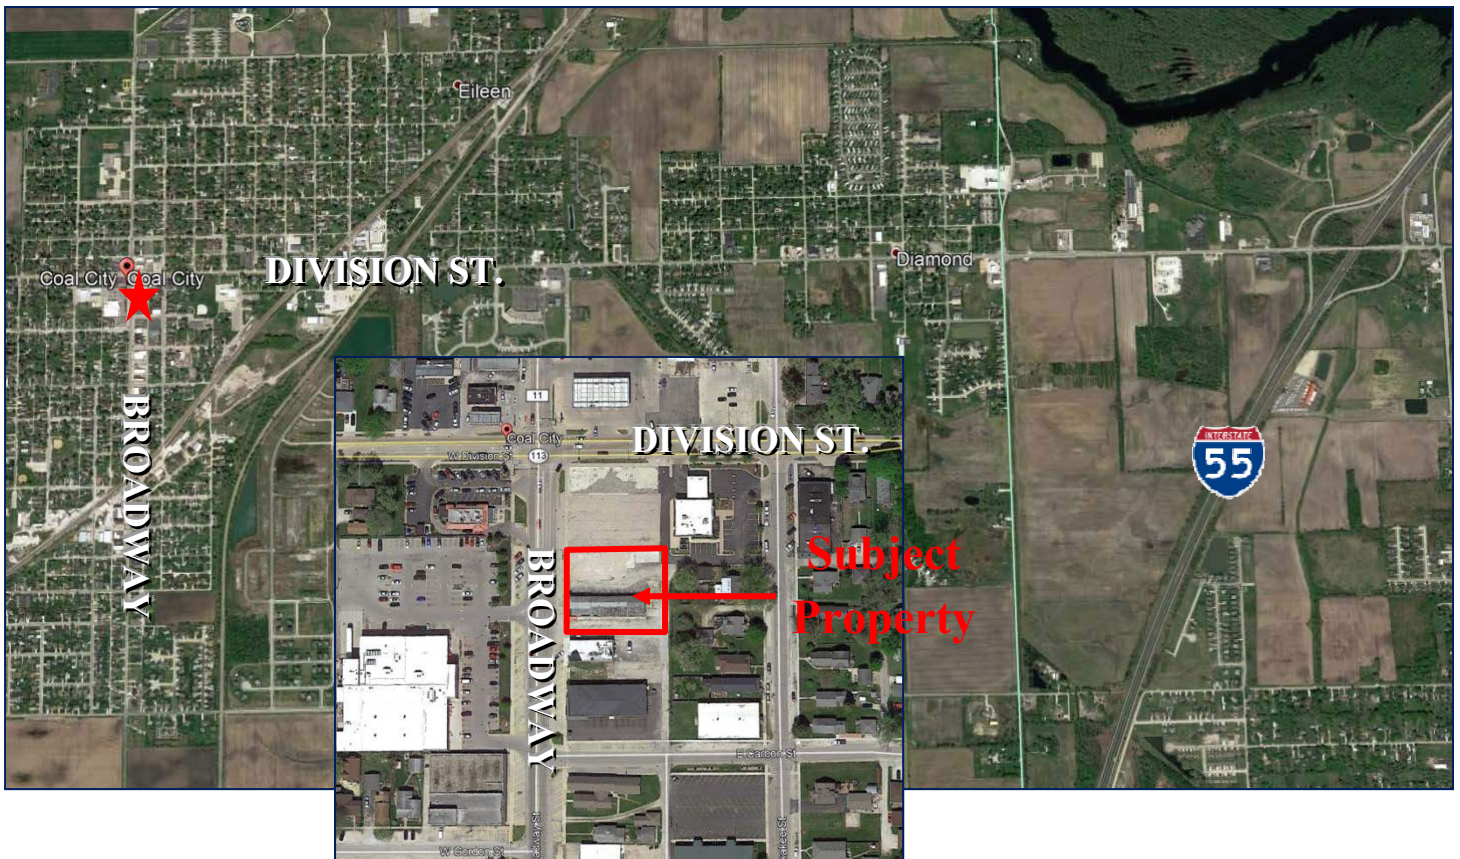 Eileen
Diamond
Coal City Coal City
DIVISION ST.
BROADWAY
INTERSTATE
55
11
Coal City
DIVISION ST.
W Division St
113
BROADWAY
Subject
Property
E Carbon St
W Gordon St